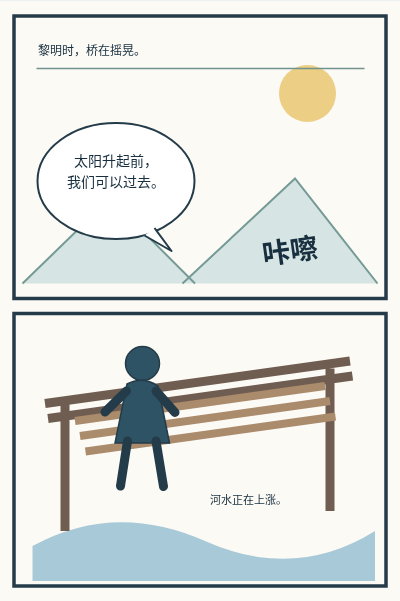 黎明时，桥在摇晃。
太阳升起前，
我们可以过去。
咔嚓
河水正在上涨。